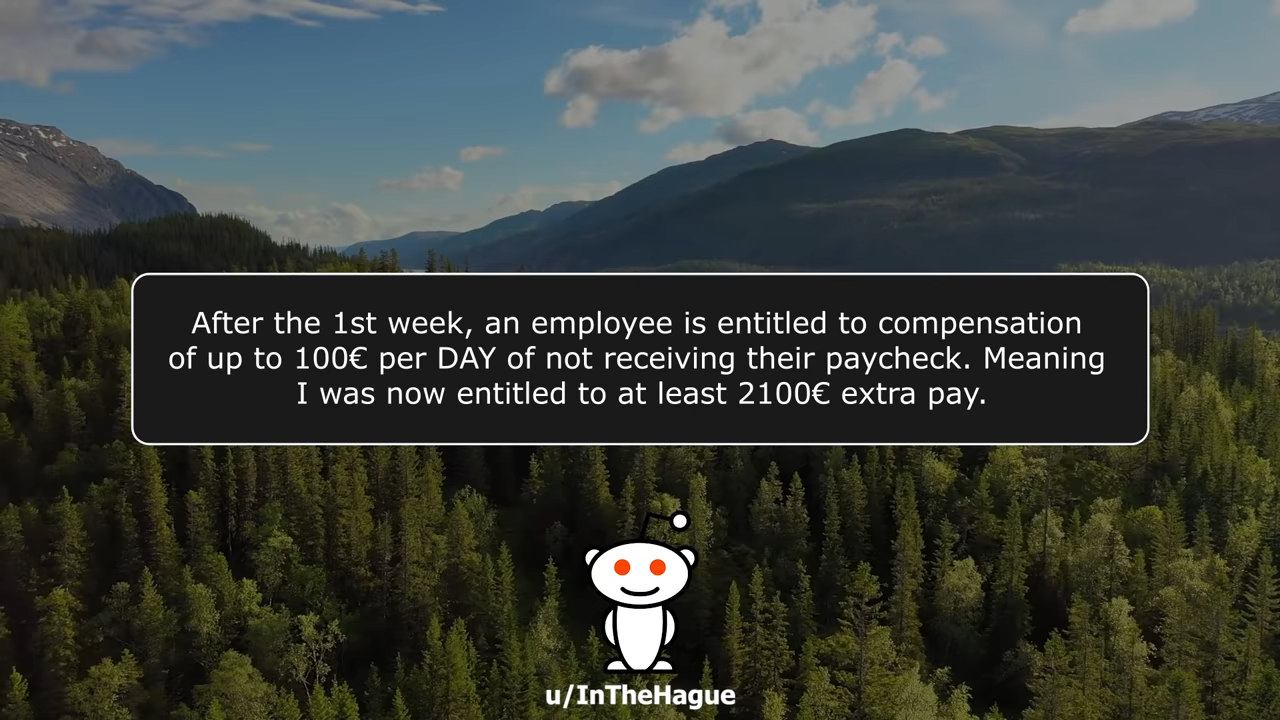 After the 1st week, an employee is entitled to compensation
of up to 100€ per DAY of not receiving their paycheck. Meaning
I was now entitled to at least 2100€ extra pay.
u/InTheHague